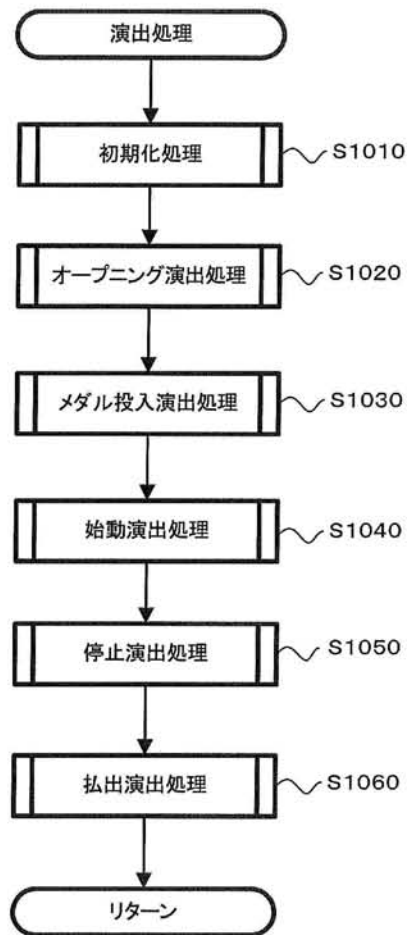 演出処理
初期化処理
S1010
オープニング演出処理
S1020
メダル投入演出処理
S1030
始動演出処理
S1040
停止演出処理
S1050
払出演出処理
S1060
リターン